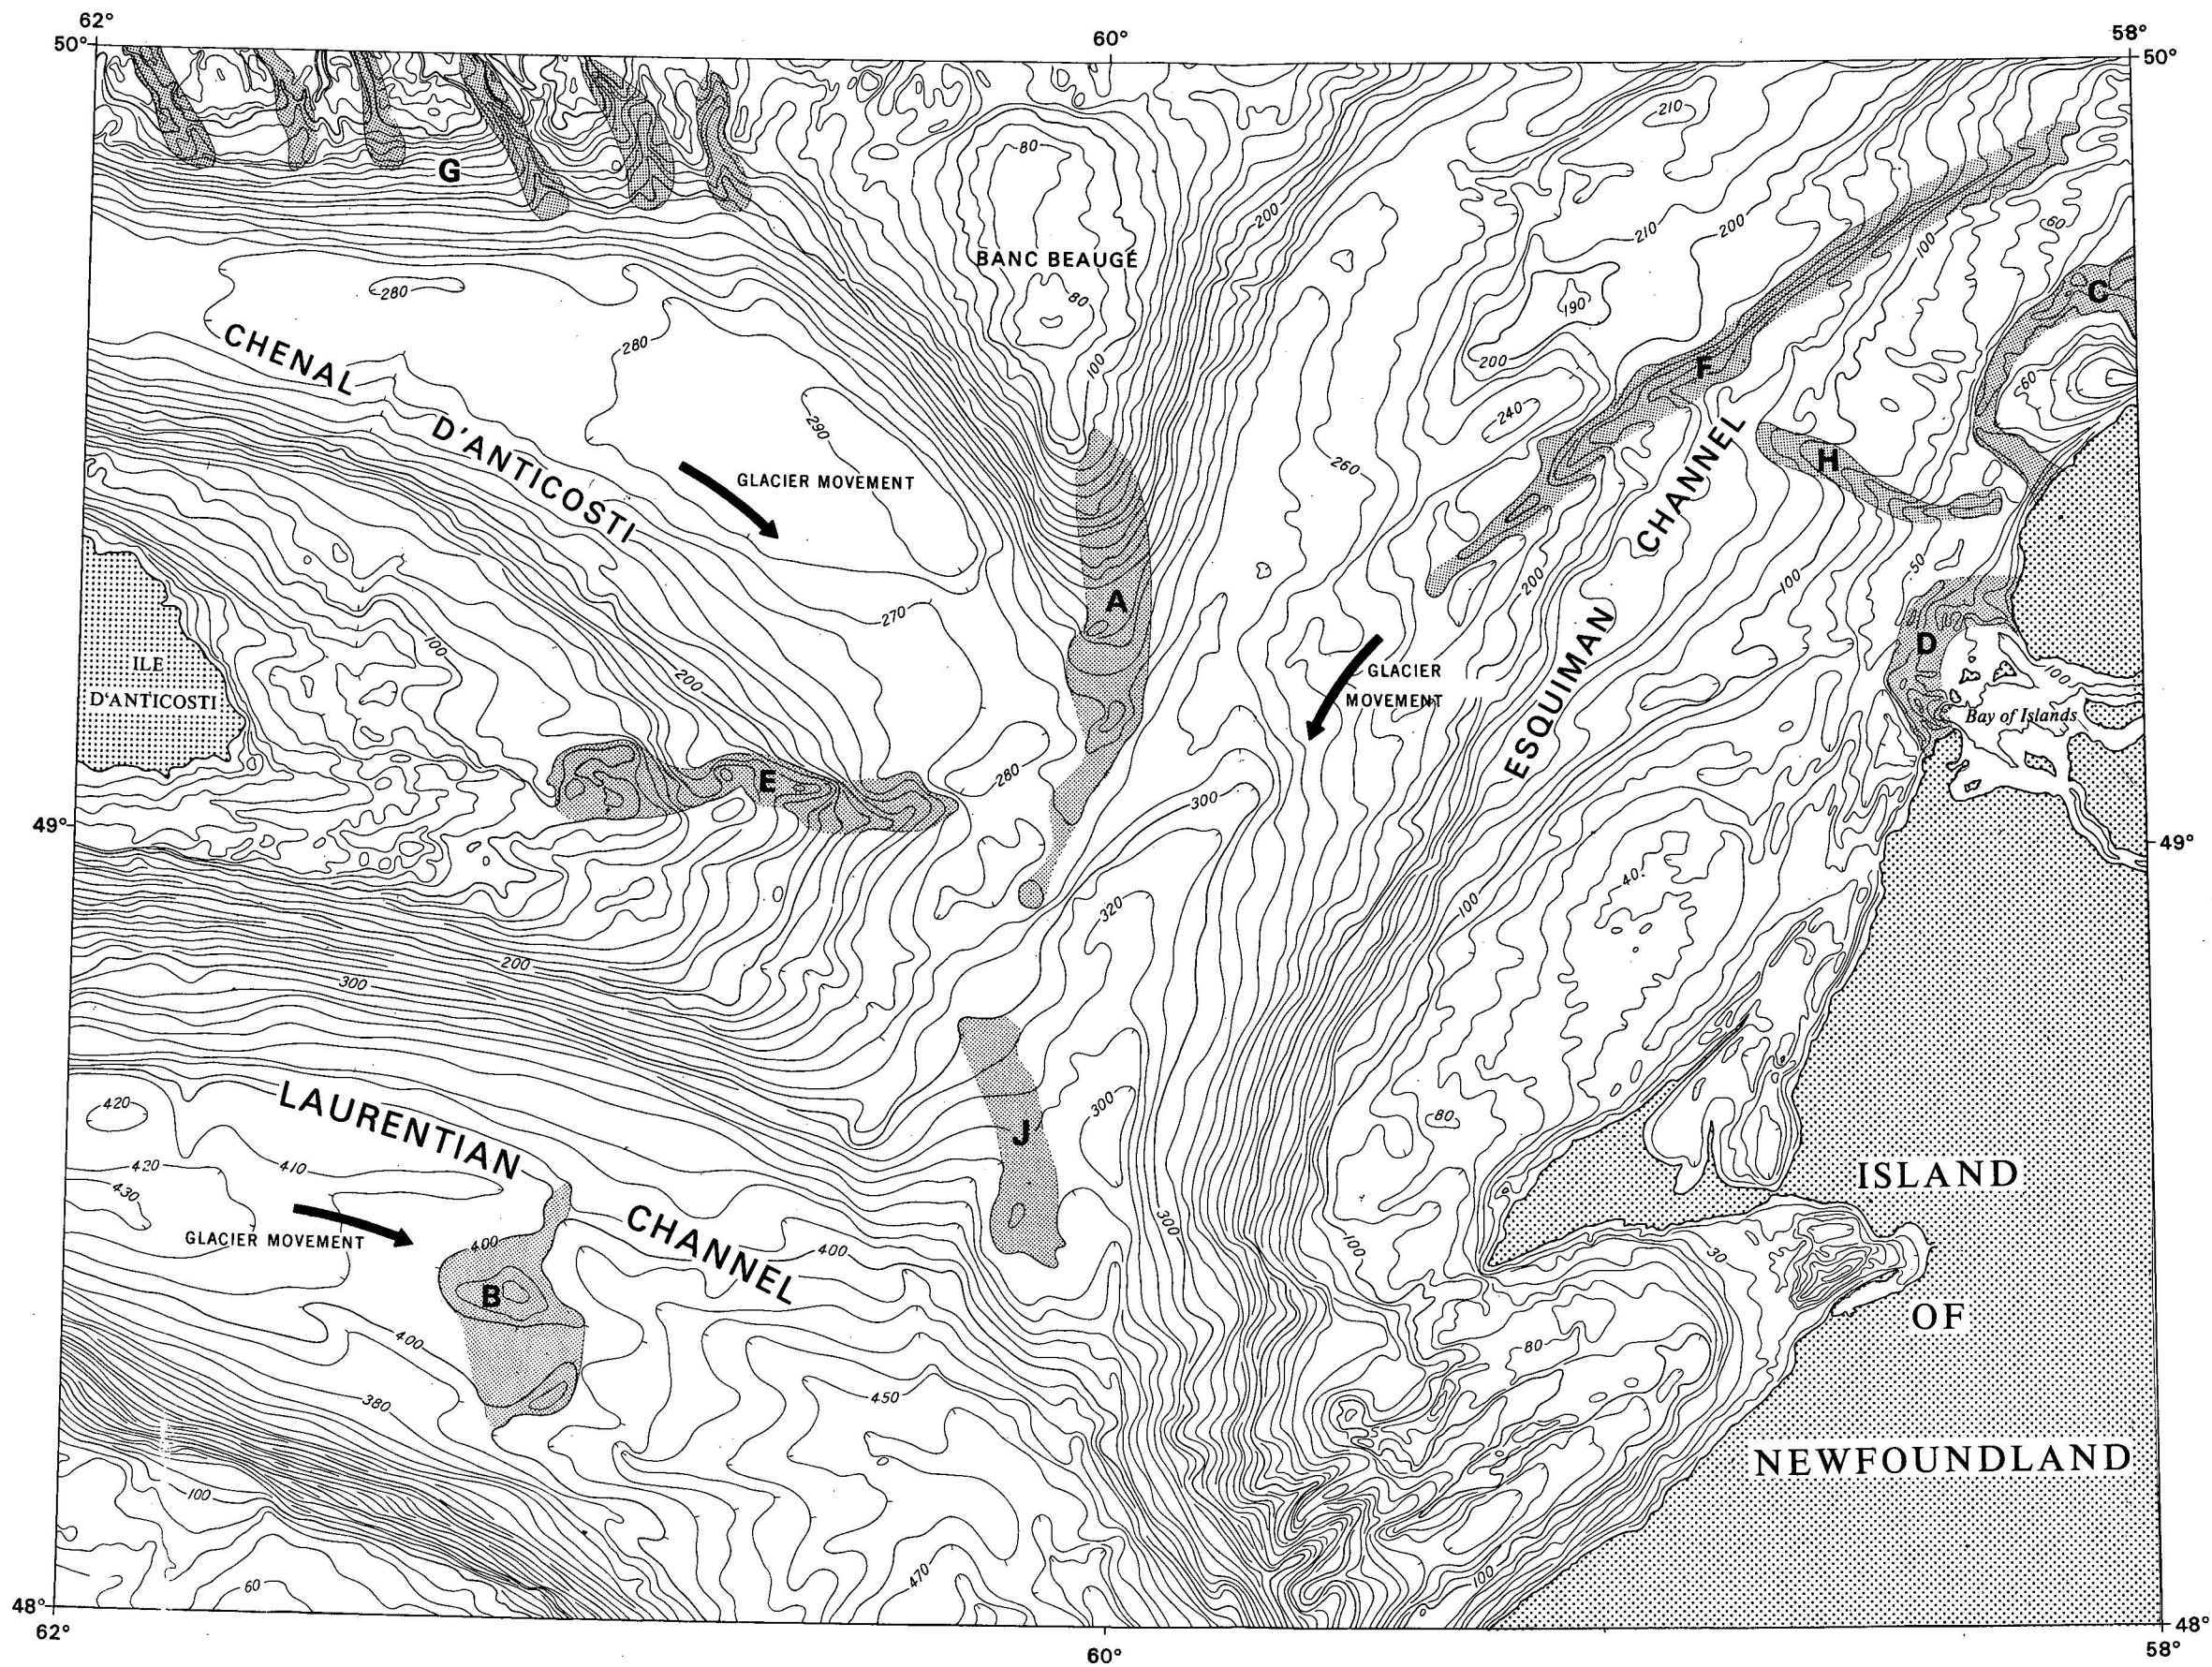 62°
60°
58°
50°
50°
210
80
G
200
60
210
200
100
BANC BEAUGÉ
280
C
80
190
CHENAL
280
100
200
F
60
290
240
D'ANTICOSTI
CHANNEL
H
260
GLACIER MOVEMENT
50
200
100
A
270
100
D
ILE
D'ANTICOSTI
200
GLACIER
MOVEMENT
ESQUIMAN
100
Bay of Islands
280
E
300
49°
49°
40
320
100
200
300
LAURENTIAN
420
300
80
J
420
410
430
ISLAND
CHANNEL
300
GLACIER MOVEMENT
400
400
100
30
B
OF
400
80
380
450
NEWFOUNDLAND
100
60
470
100
48°
48°
62°
60°
58°